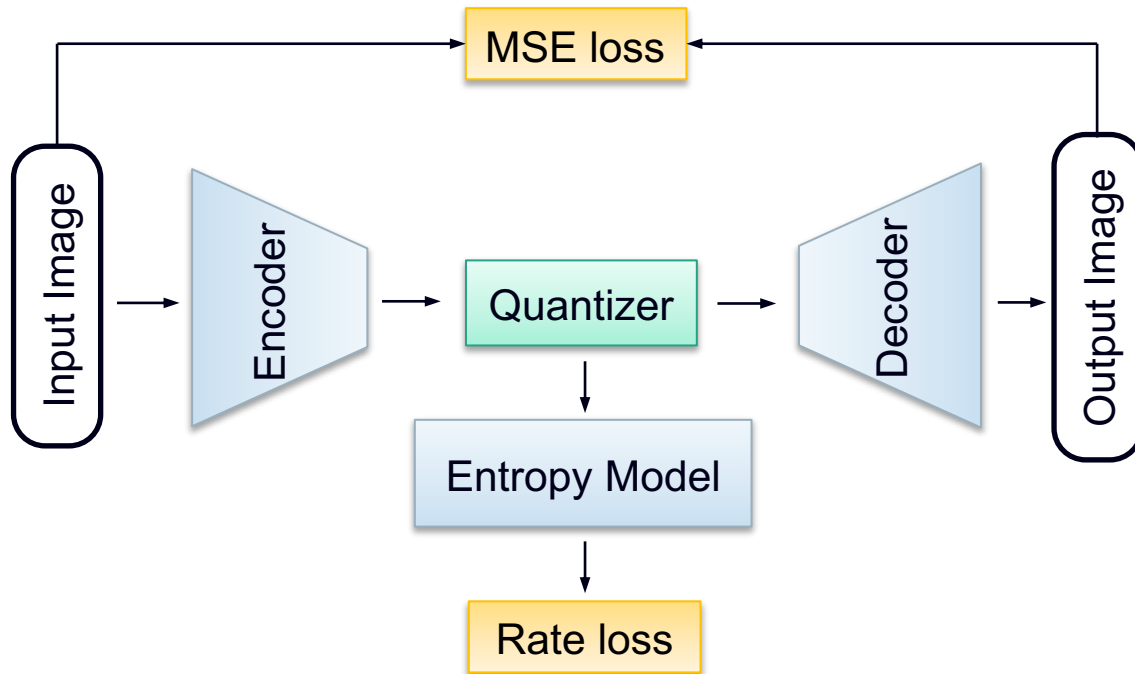 MSE loss
Input Image
Encoder
Quantizer
Decoder
Output Image
Entropy Model
Rate loss